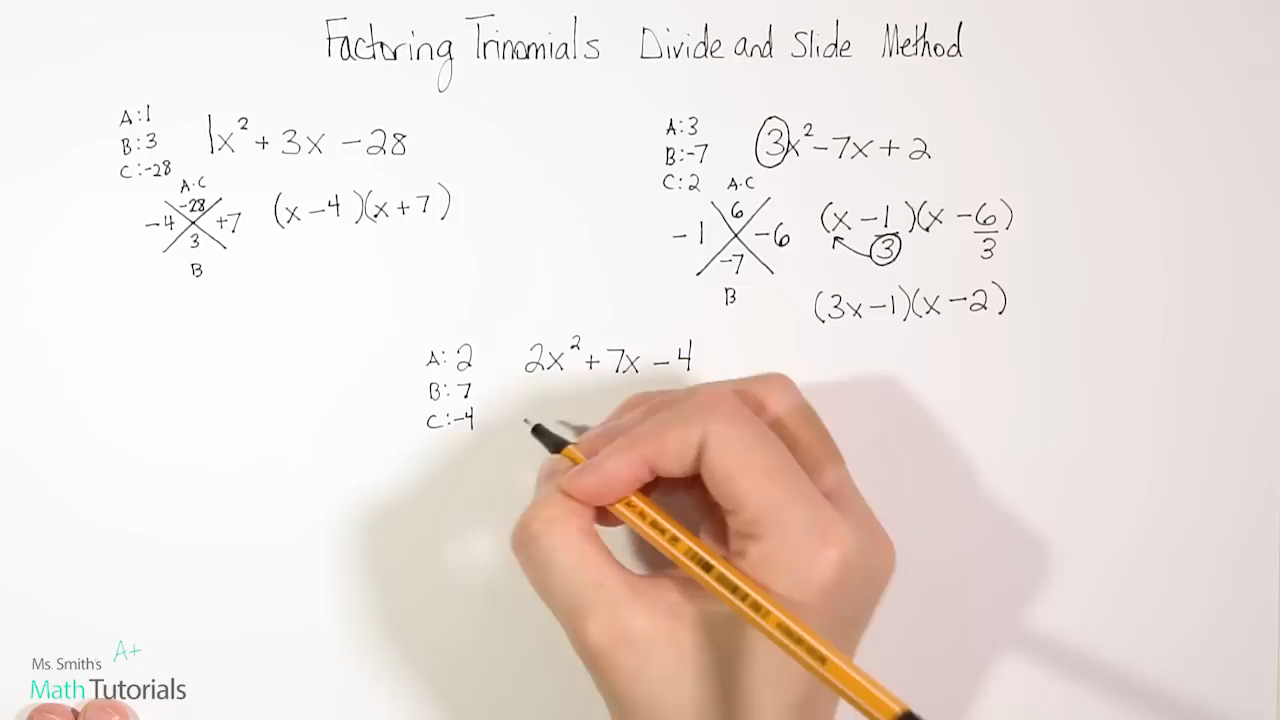 Factoring Trinomials Divide and Slide Method
A:1
B:3
C:-28
1x² + 3x - 28
A·C
-28
-4 +7
3
B
(x - 4)(x + 7)
A:3
B:-7
C:2
3x² - 7x + 2
A·C
6
-1 -6
-7
B
(x - 1/3)(x - 6/3)
(3x - 1)(x - 2)
A: 2
B: 7
C: -4
2x² + 7x - 4
Ms. Smith's A+
Math Tutorials